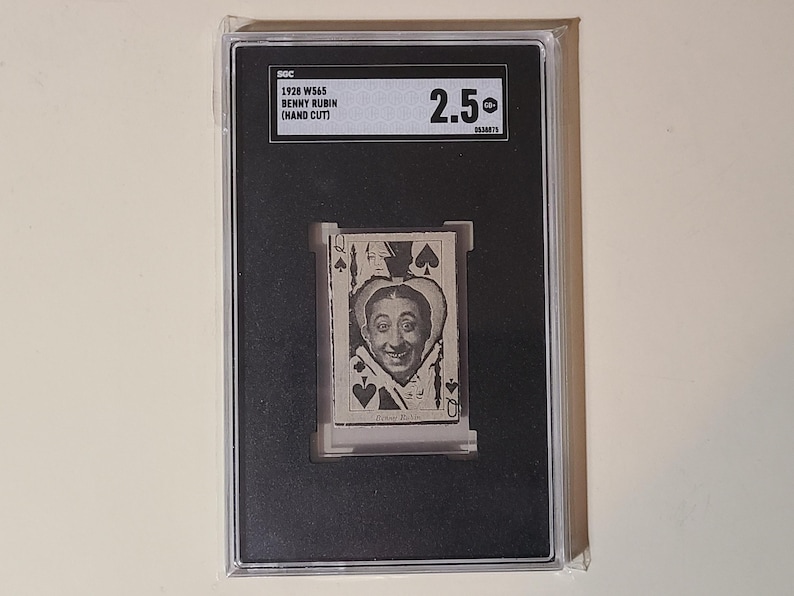 SGC
1928 W565
BENNY RUBIN
(HAND CUT)
2.5
GD+
0538875
Q
Benny Rubin
Q